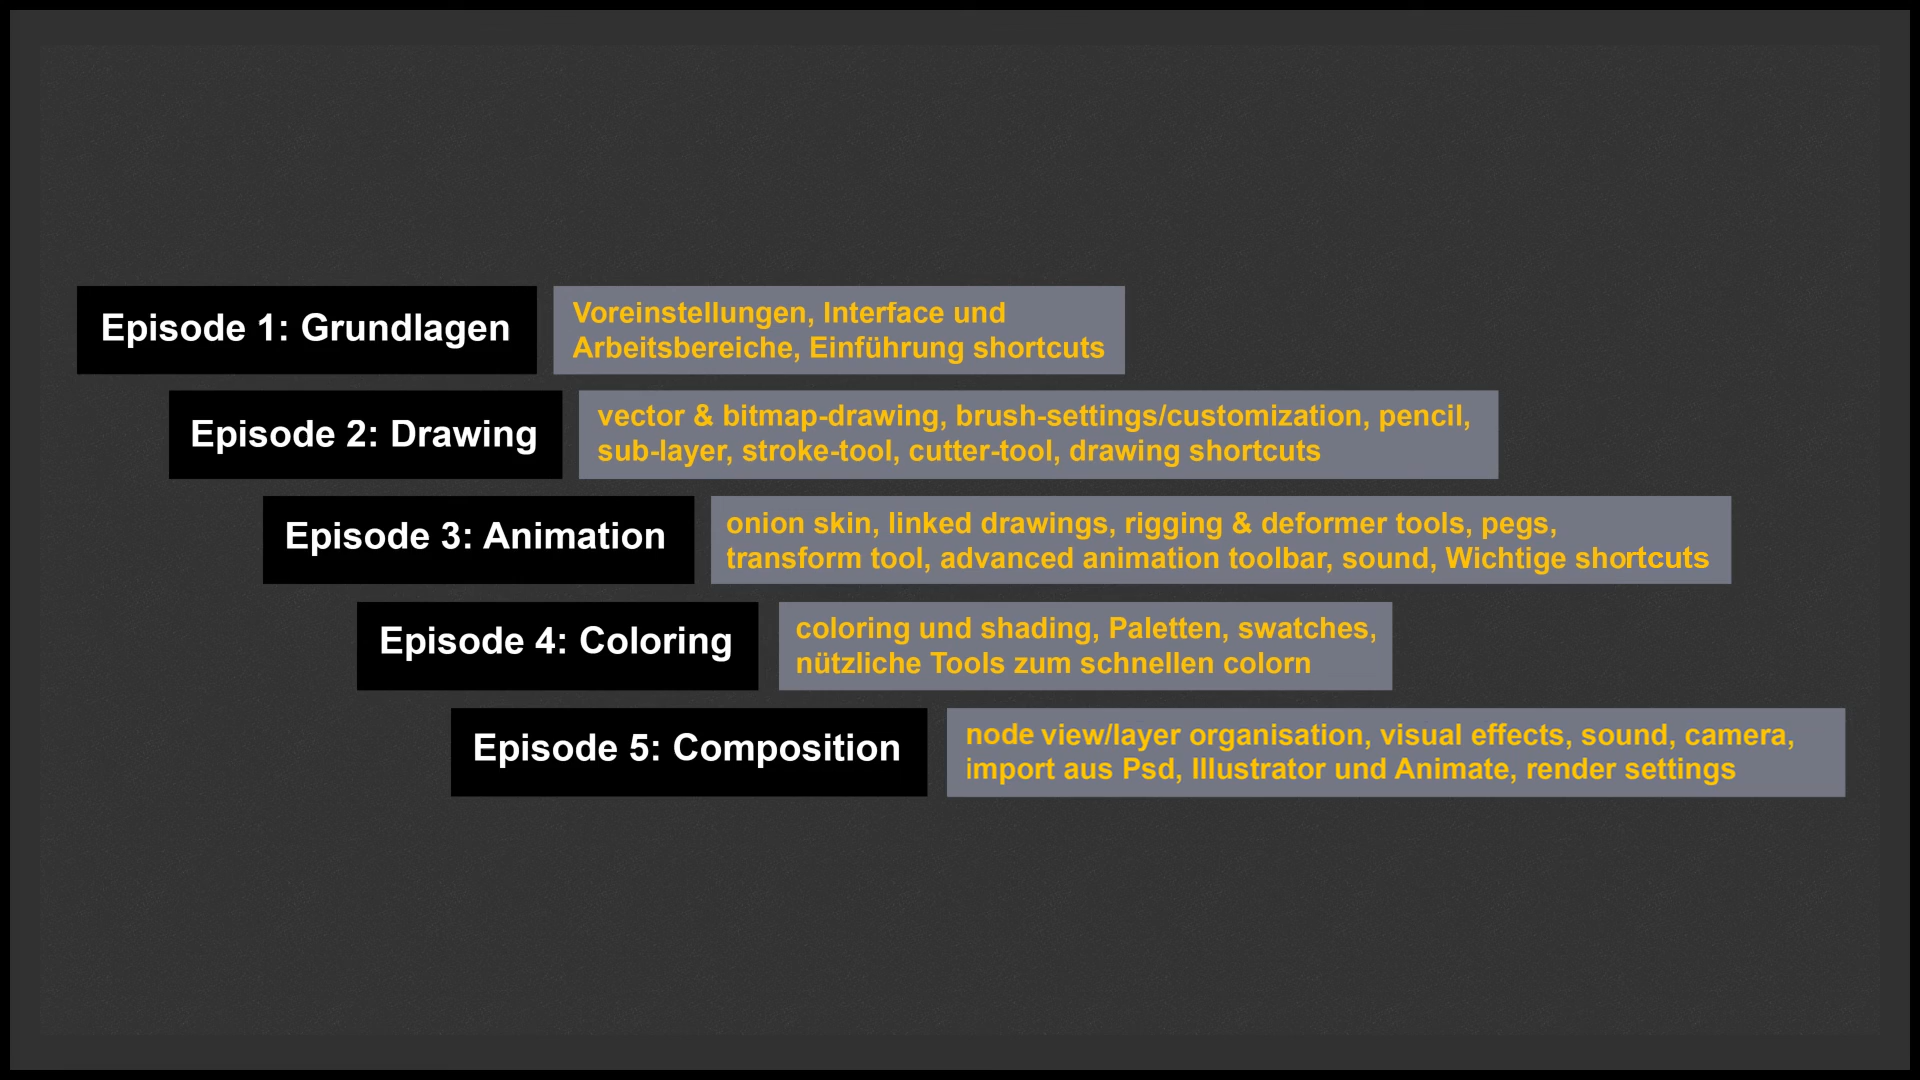 Episode 1: Grundlagen
Voreinstellungen, Interface und
Arbeitsbereiche, Einführung shortcuts
Episode 2: Drawing
vector & bitmap-drawing, brush-settings/customization, pencil,
sub-layer, stroke-tool, cutter-tool, drawing shortcuts
Episode 3: Animation
onion skin, linked drawings, rigging & deformer tools, pegs,
transform tool, advanced animation toolbar, sound, Wichtige shortcuts
Episode 4: Coloring
coloring und shading, Paletten, swatches,
nützliche Tools zum schnellen colorn
Episode 5: Composition
node view/layer organisation, visual effects, sound, camera,
import aus Psd, Illustrator und Animate, render settings